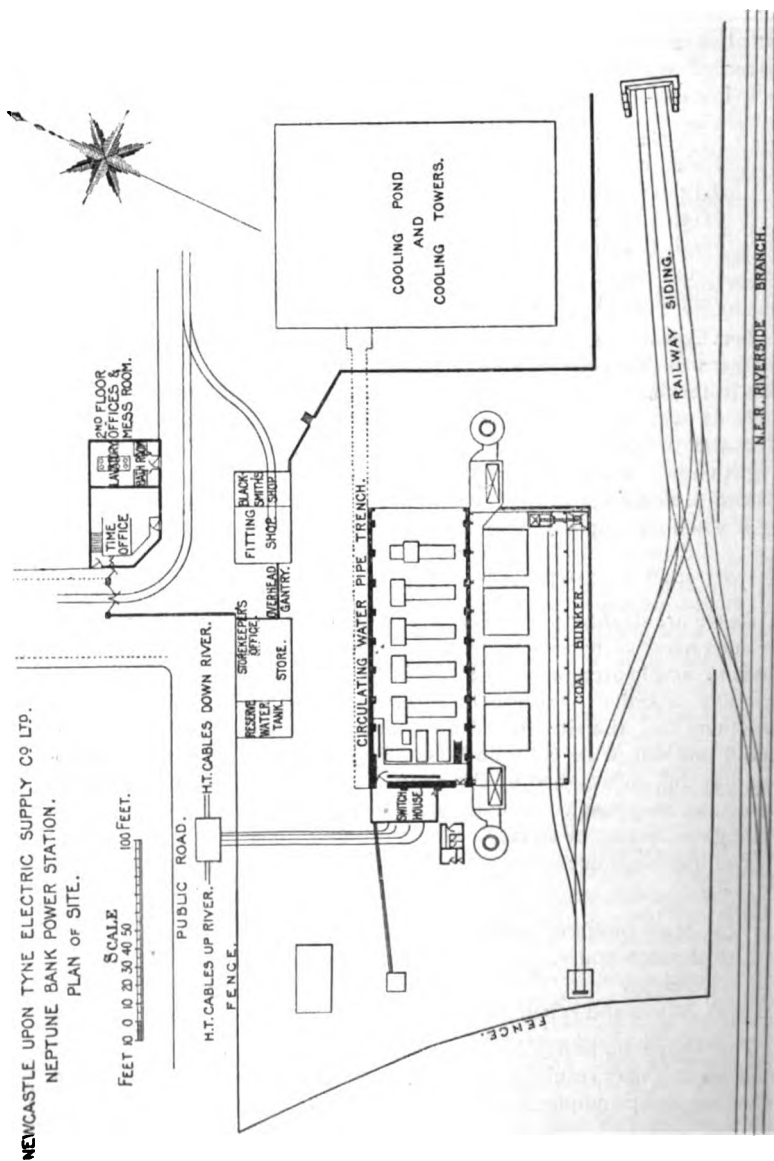 NEWCASTLE UPON TYNE ELECTRIC SUPPLY CO LTD.
NEPTUNE BANK POWER STATION.
PLAN OF SITE.
SCALE
FEET 10 0 10 20 30 40 50 100 FEET.
PUBLIC ROAD.
H.T. CABLES UP RIVER.
H.T. CABLES DOWN RIVER.
FENCE.
TIME
OFFICE.
2ND FLOOR
LAVATORY OFFICES &
MESS ROOM.
BATH ROOM
RESERVE
WATER
TANK.
STOREKEEPER'S
OFFICE.
STORE.
OVERHEAD
GANTRY.
FITTING
SHOP
BLACK-
SMITHS
SHOP.
CIRCULATING WATER PIPE TRENCH.
COOLING POND
AND
COOLING TOWERS.
SWITCH
HOUSE.
COAL BUNKER.
FENCE.
RAILWAY SIDING.
N.E.R. RIVERSIDE BRANCH.